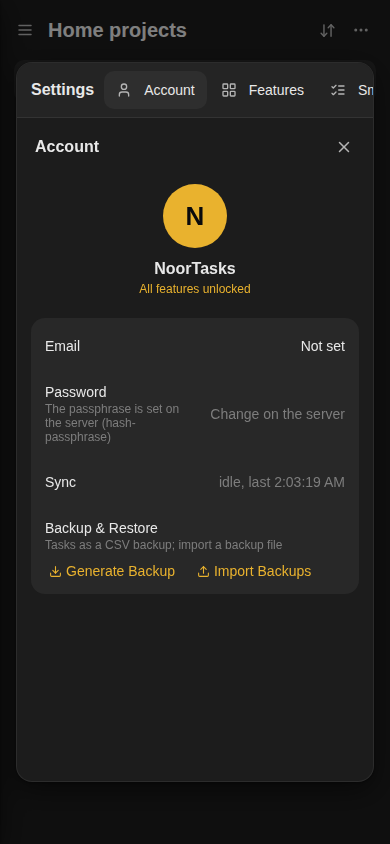 Home projects
Settings
Account
Features
Sm
Account
N
NoorTasks
All features unlocked
Email
Not set
Password
The passphrase is set on
the server (hash-
passphrase)
Change on the server
Sync
idle, last 2:03:19 AM
Backup & Restore
Tasks as a CSV backup; import a backup file
Generate Backup
Import Backups